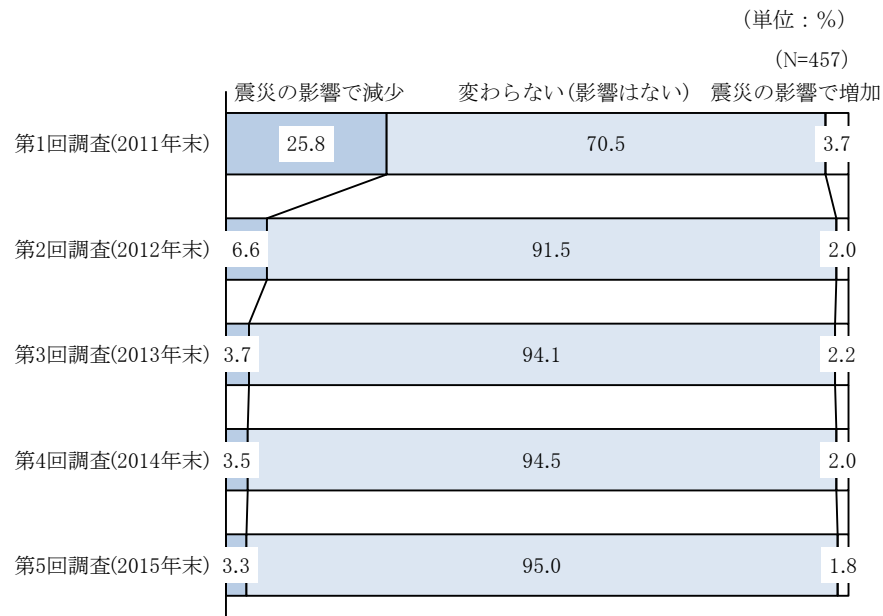 (単位：%)
(N=457)
震災の影響で減少 変わらない(影響はない) 震災の影響で増加
第1回調査(2011年末) 25.8 70.5 3.7
第2回調査(2012年末) 6.6 91.5 2.0
第3回調査(2013年末) 3.7 94.1 2.2
第4回調査(2014年末) 3.5 94.5 2.0
第5回調査(2015年末) 3.3 95.0 1.8